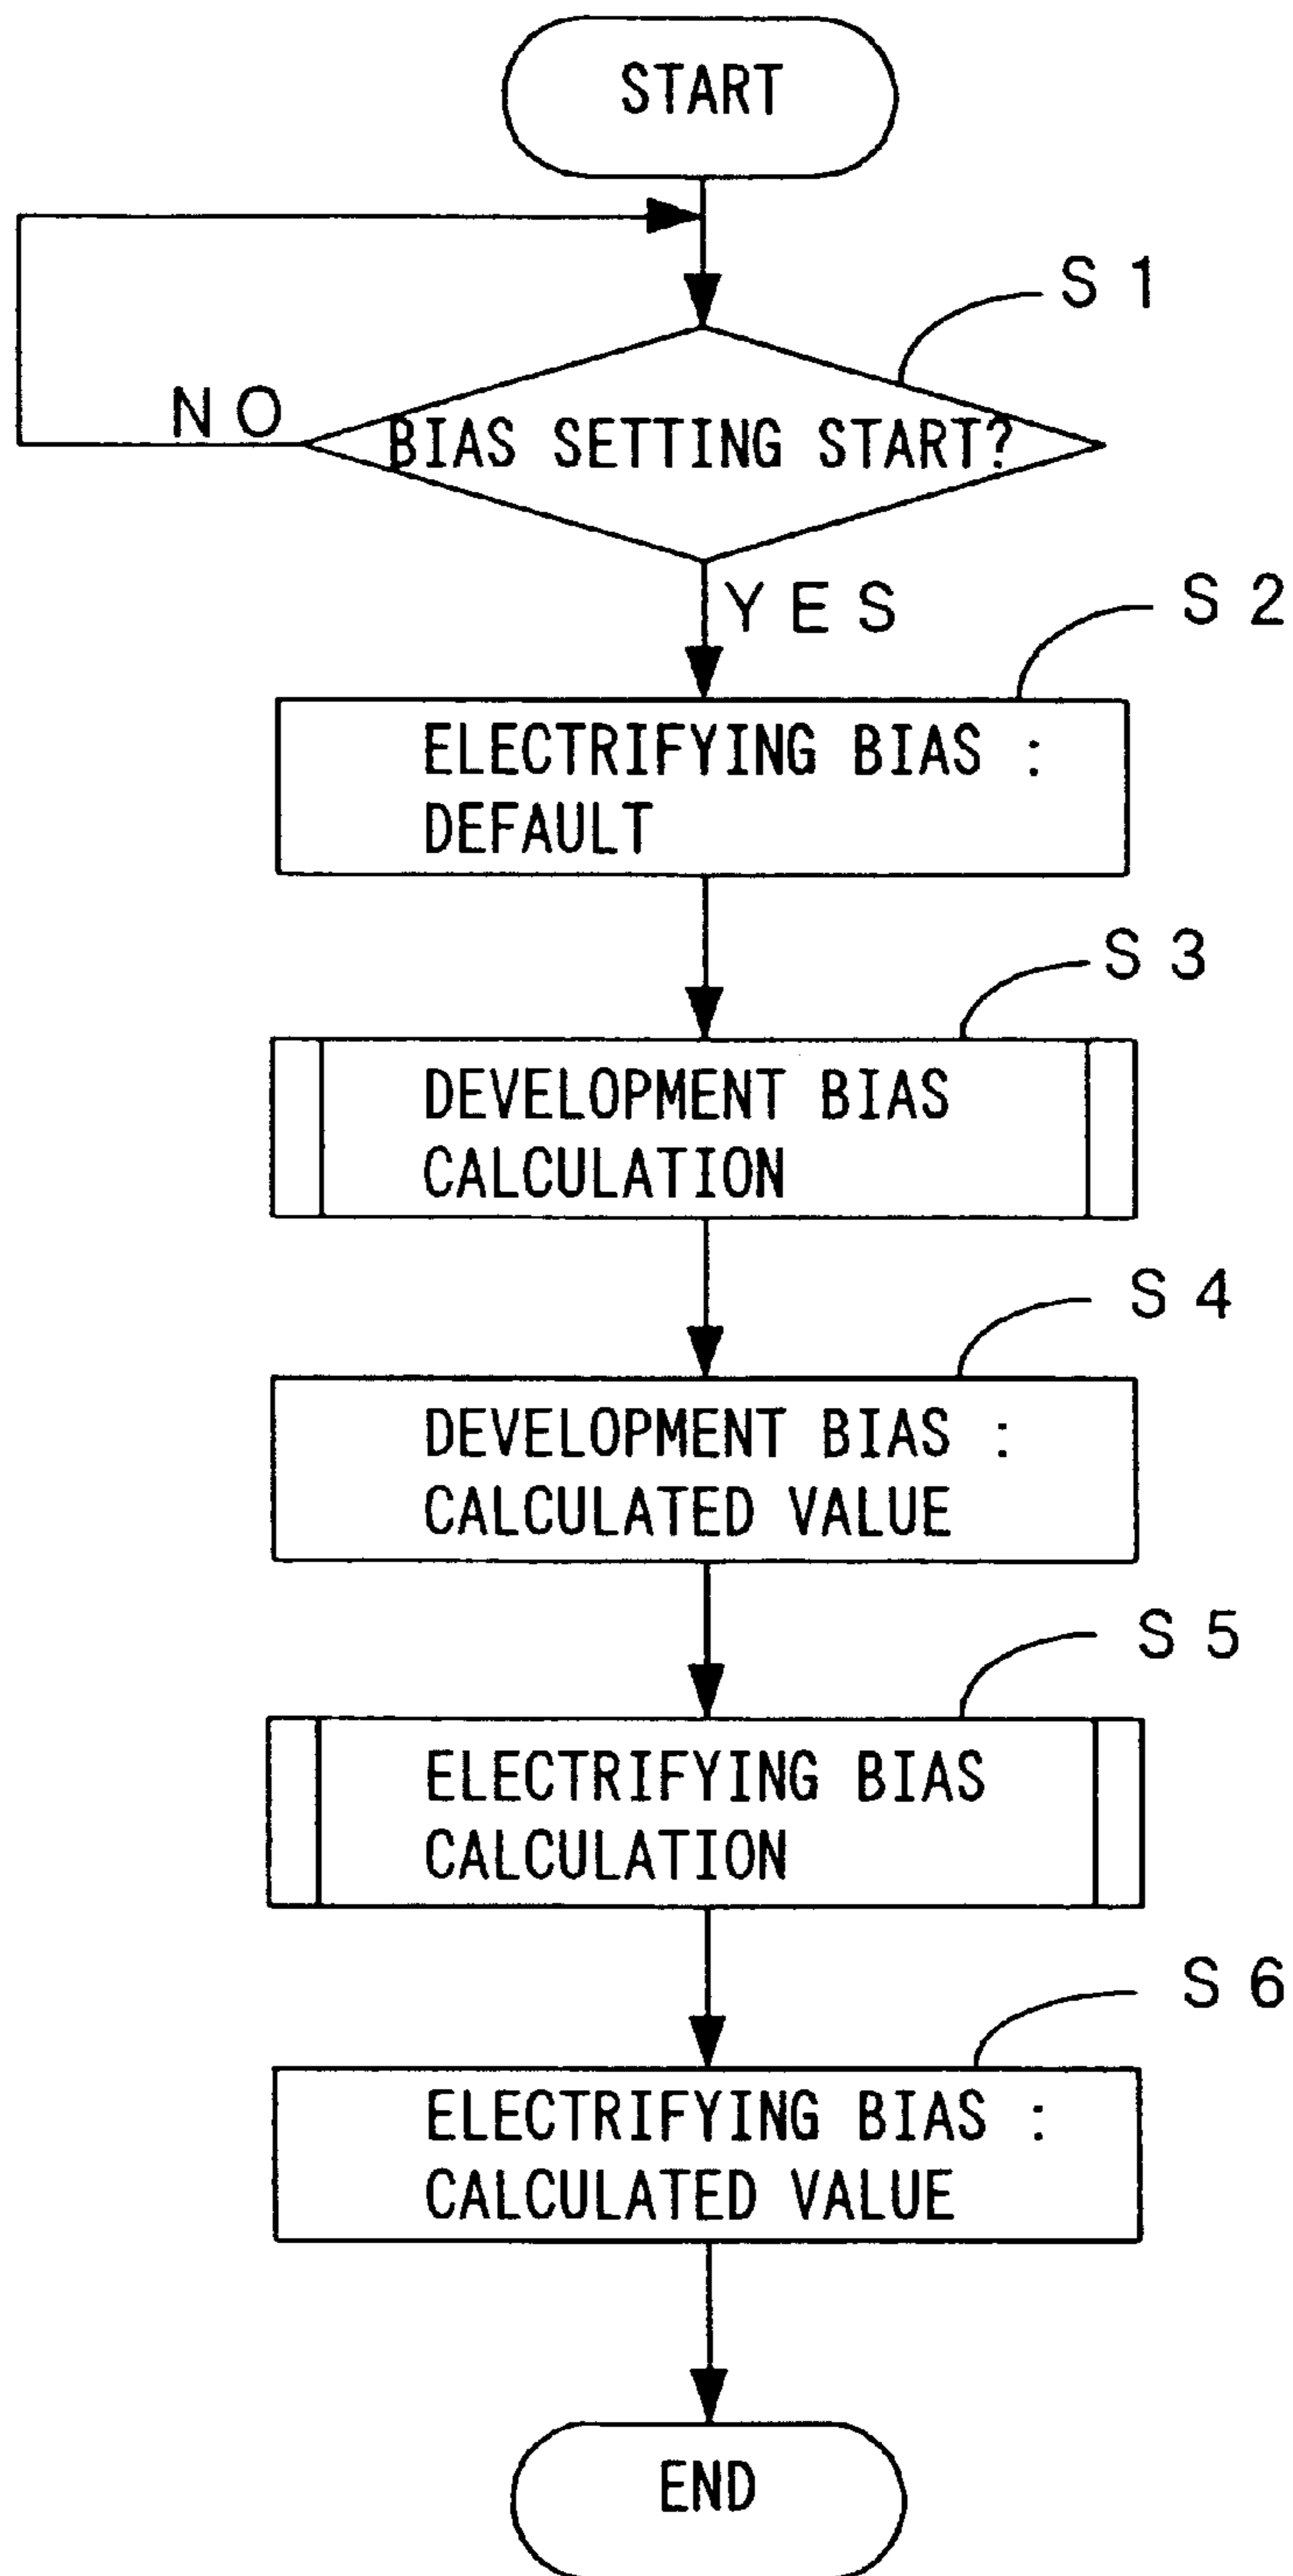 START
S 1
NO
BIAS SETTING START?
YES
S 2
ELECTRIFYING BIAS :
DEFAULT
S 3
DEVELOPMENT BIAS
CALCULATION
S 4
DEVELOPMENT BIAS :
CALCULATED VALUE
S 5
ELECTRIFYING BIAS
CALCULATION
S 6
ELECTRIFYING BIAS :
CALCULATED VALUE
END